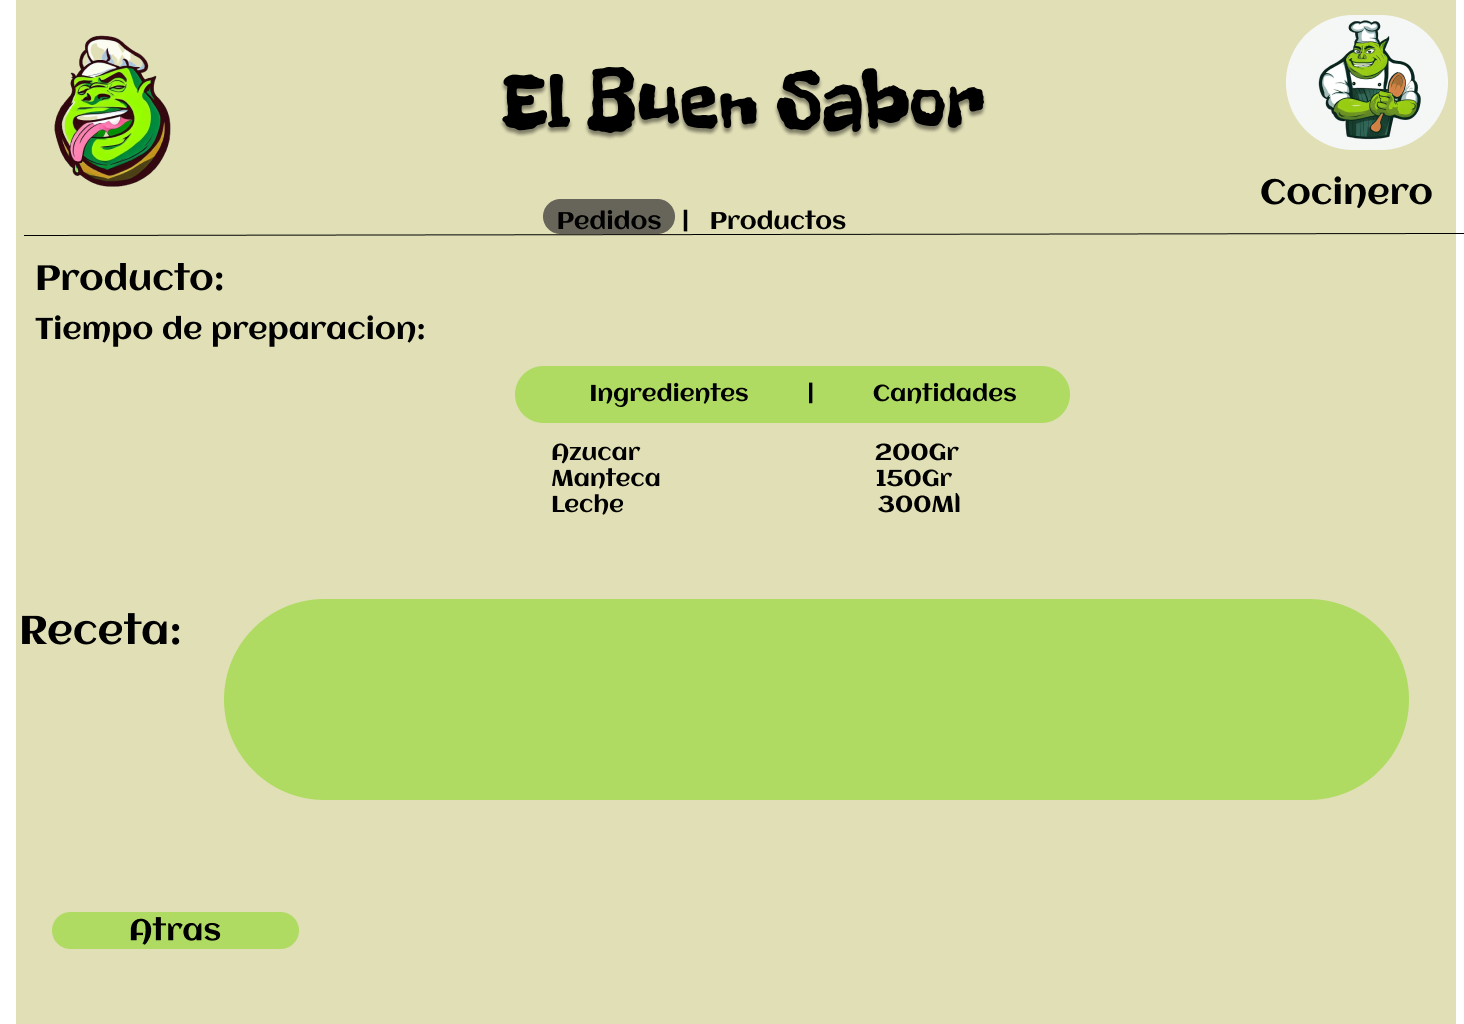 El Buen Sabor
Cocinero
Pedidos | Productos
Producto:
Tiempo de preparacion:
Ingredientes | Cantidades
Azucar 200Gr
Manteca 150Gr
Leche 300Ml
Receta:
Atras